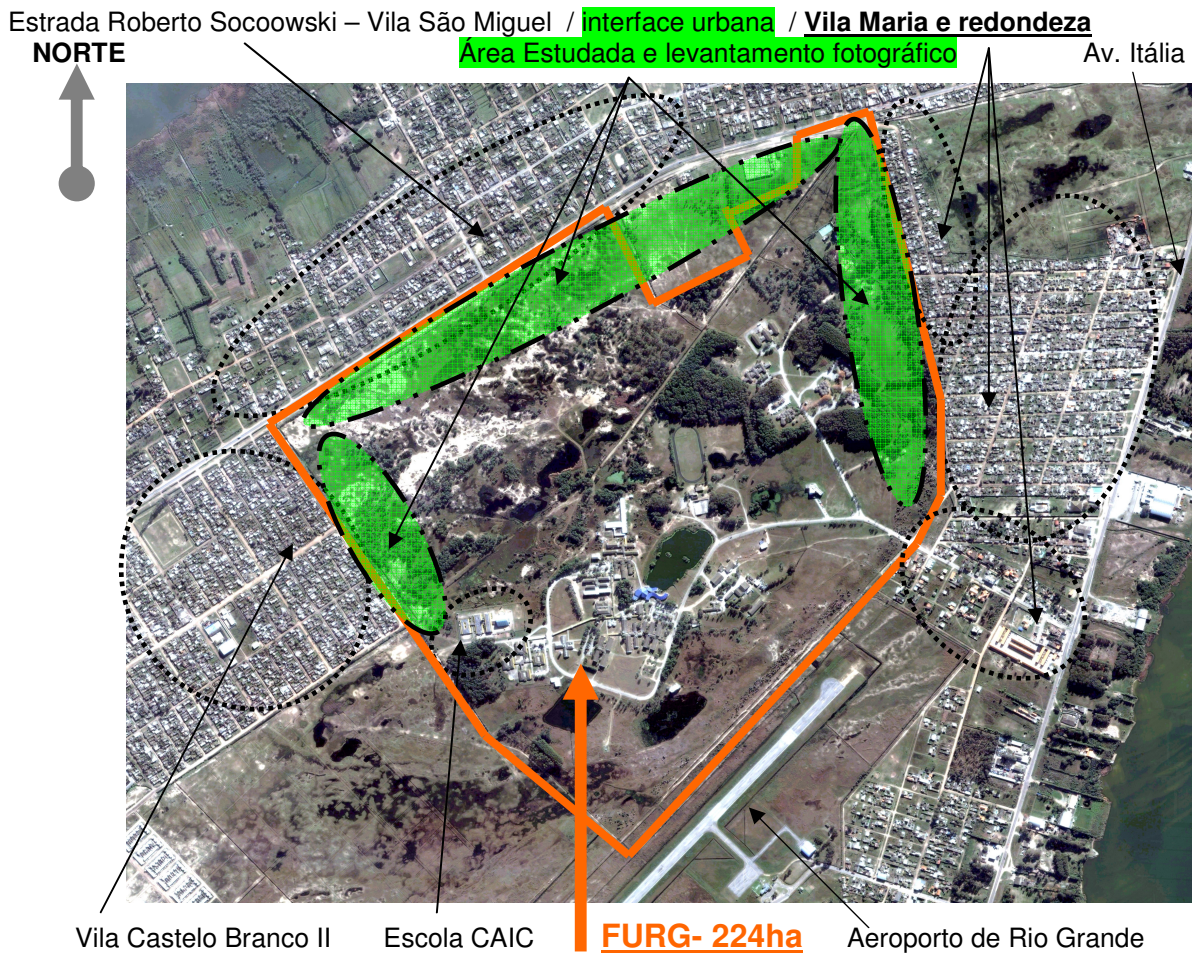 Estrada Roberto Socoowski – Vila São Miguel / interface urbana / Vila Maria e redondeza
NORTE
Área Estudada e levantamento fotográfico
Av. Itália
Vila Castelo Branco II
Escola CAIC
FURG- 224ha
Aeroporto de Rio Grande